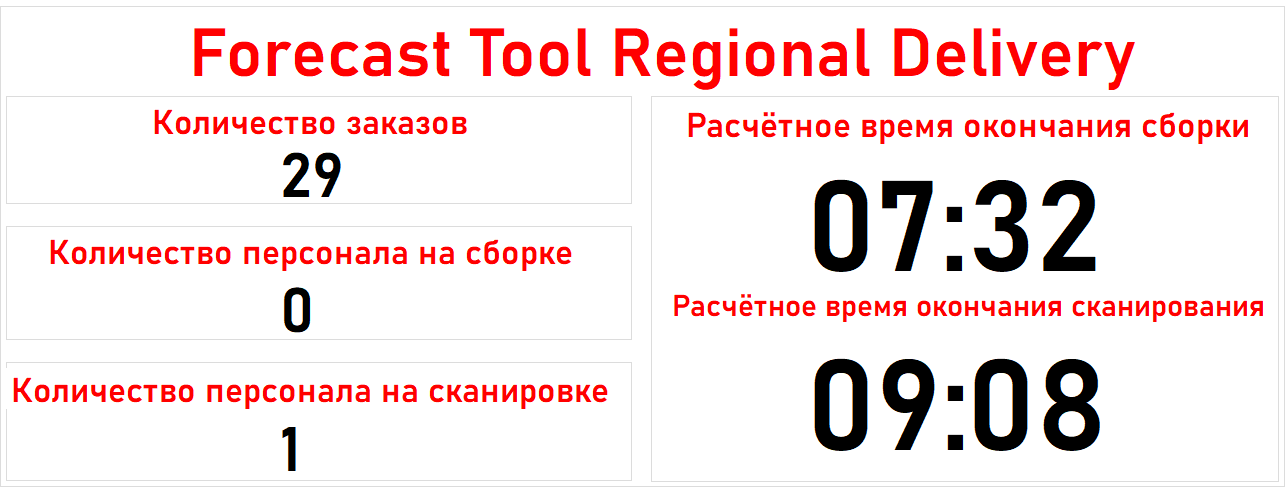 Forecast Tool Regional Delivery
Количество заказов
29
Количество персонала на сборке
0
Количество персонала на сканировке
1
Расчётное время окончания сборки
07:32
Расчётное время окончания сканирования
09:08